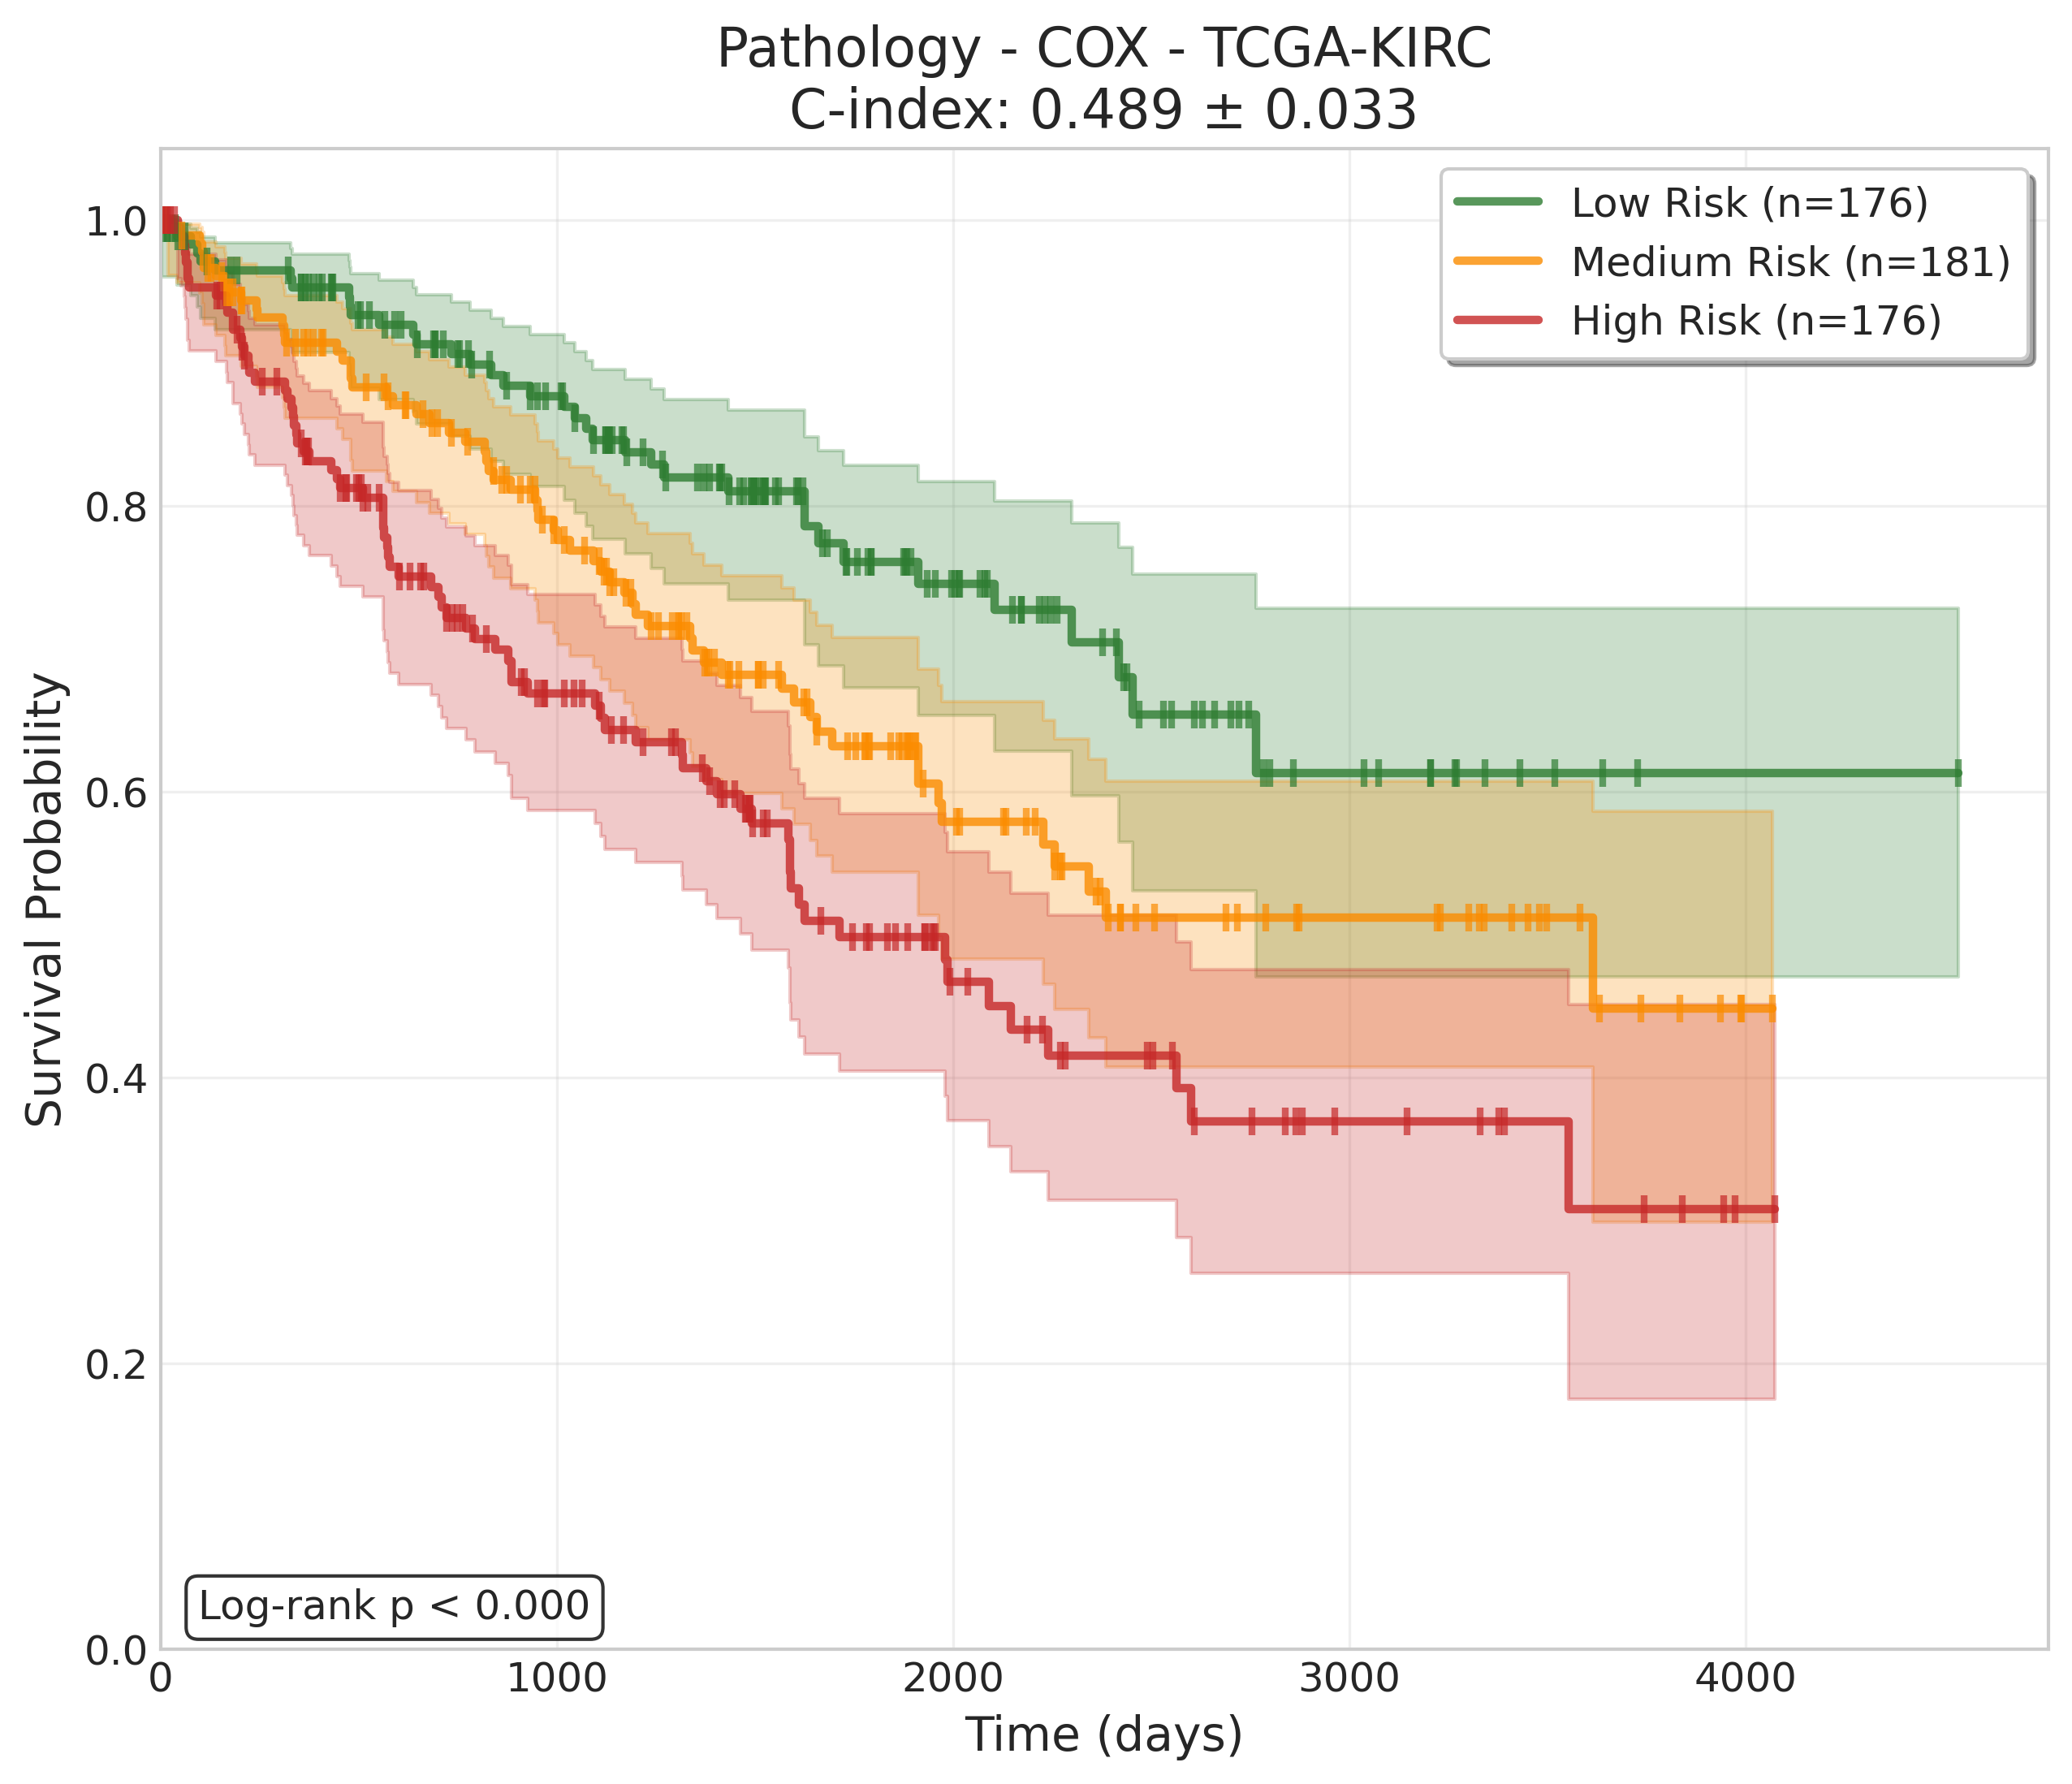 Pathology - COX - TCGA-KIRC
C-index: 0.489 ± 0.033
Low Risk (n=176)
Medium Risk (n=181)
High Risk (n=176)
Survival Probability
1.0
0.8
0.6
0.4
0.2
0.0
Log-rank p < 0.000
0 1000 2000 3000 4000
Time (days)